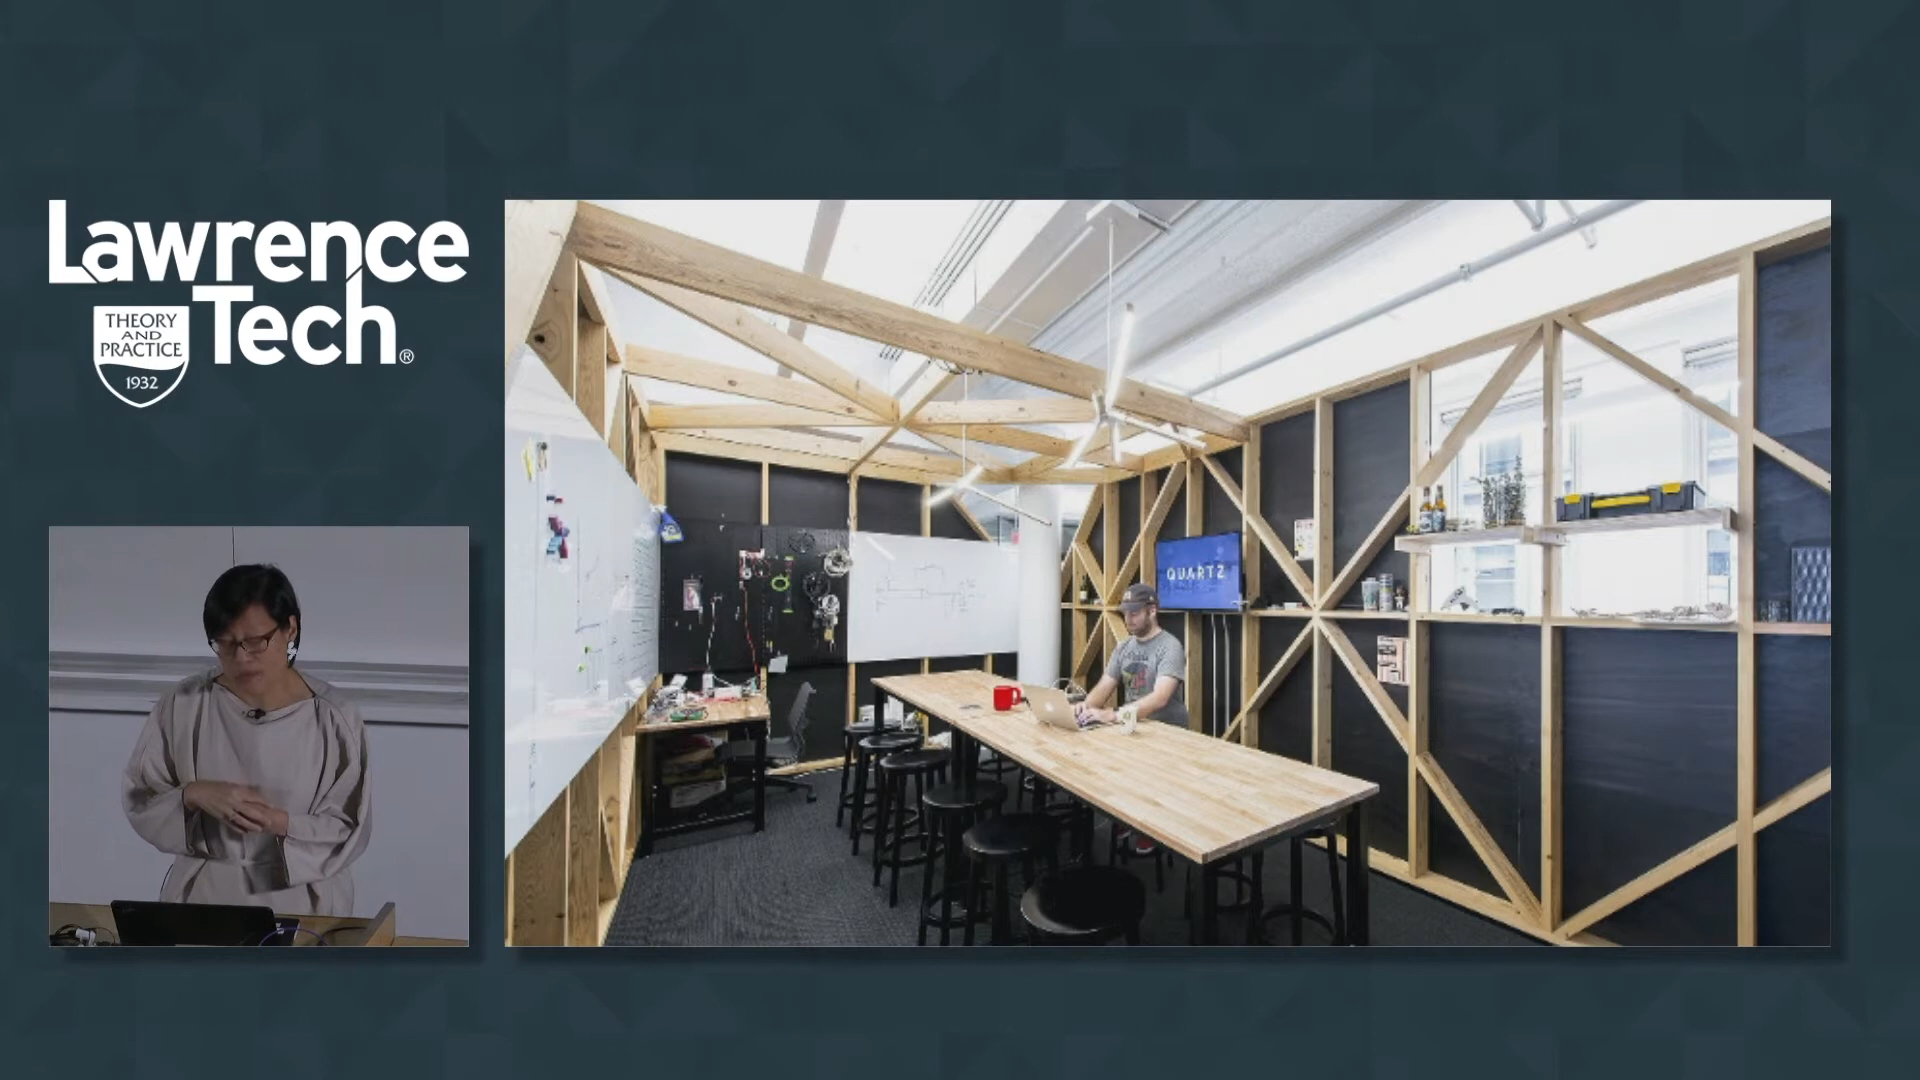 Lawrence
Tech®
THEORY
AND
PRACTICE
1932
QUARTZ